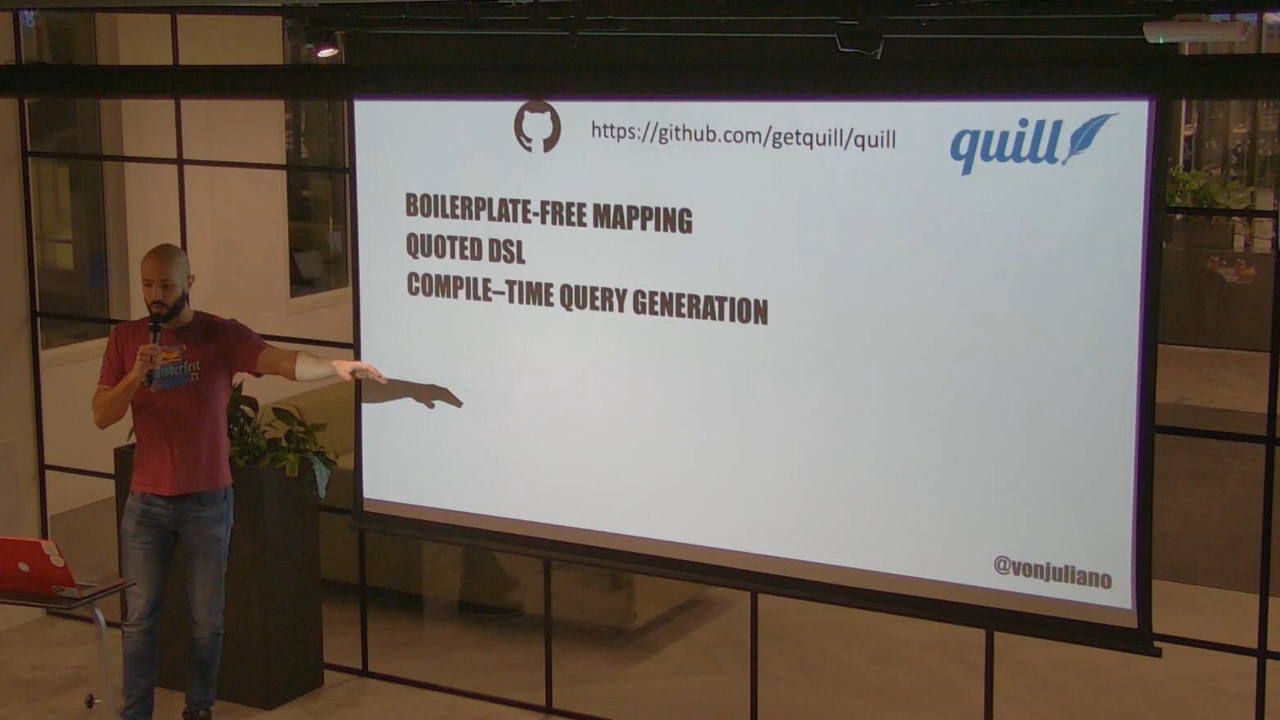 https://github.com/getquill/quill
quill
BOILERPLATE-FREE MAPPING
QUOTED DSL
COMPILE–TIME QUERY GENERATION
@vonjuliano